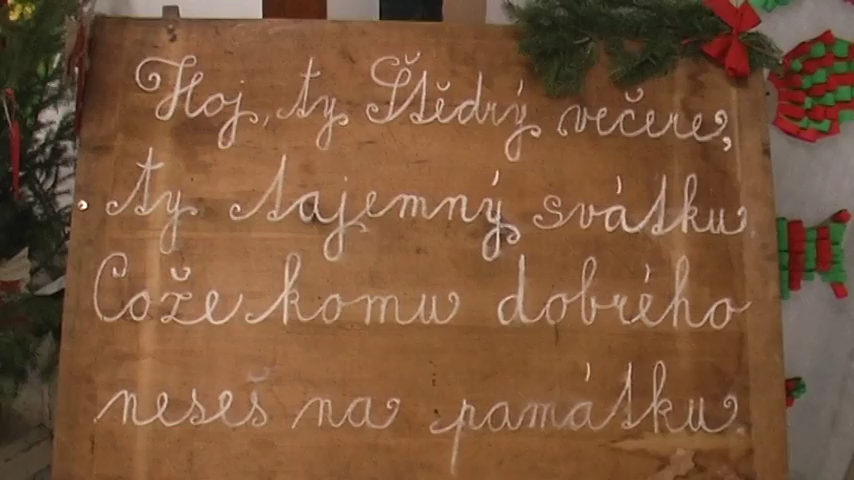 Hoj, ty Štědrý večere,
ty tajemný svátku.
Cože komu dobrého
neseš na památku.